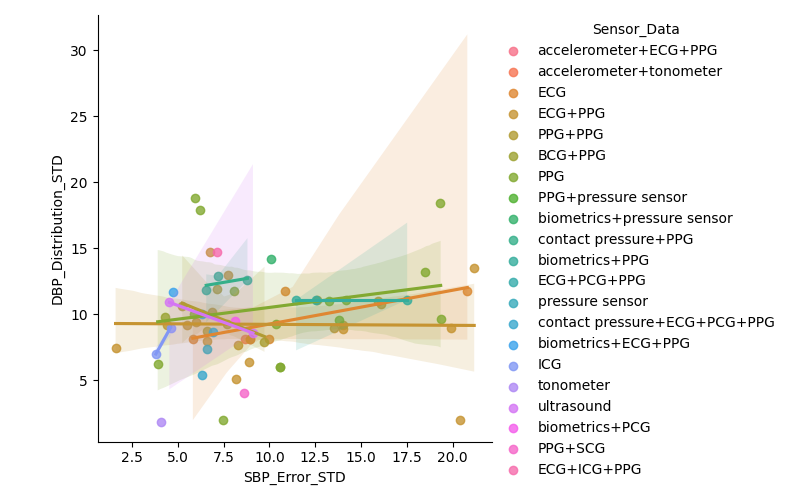 Sensor_Data
accelerometer+ECG+PPG
accelerometer+tonometer
ECG
ECG+PPG
PPG+PPG
BCG+PPG
PPG
PPG+pressure sensor
biometrics+pressure sensor
contact pressure+PPG
biometrics+PPG
ECG+PCG+PPG
pressure sensor
contact pressure+ECG+PCG+PPG
biometrics+ECG+PPG
ICG
tonometer
ultrasound
biometrics+PCG
PPG+SCG
ECG+ICG+PPG
DBP_Distribution_STD
30
25
20
15
10
5
2.5 5.0 7.5 10.0 12.5 15.0 17.5 20.0
SBP_Error_STD